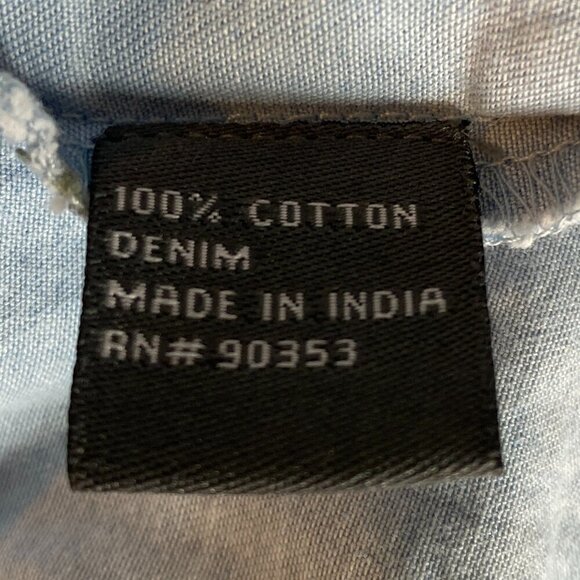 100% COTTON
DENIM
MADE IN INDIA
RN# 90353